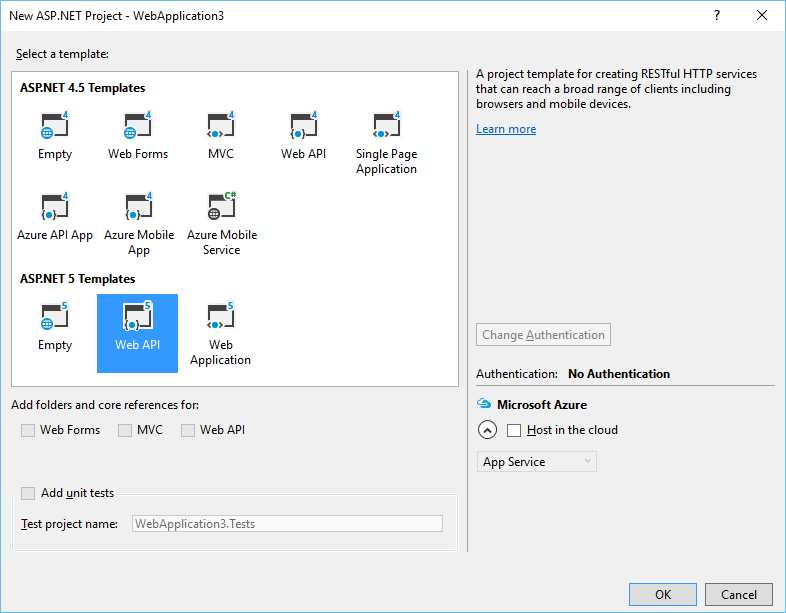 New ASP.NET Project - WebApplication3
?
Select a template:
ASP.NET 4.5 Templates
4 4 4 4 4
Empty Web Forms MVC Web API Single Page
Application
4 4 C#
Azure API App Azure Mobile Azure Mobile
App Service
ASP.NET 5 Templates
5 5 5
Empty Web API Web
Application
A project template for creating RESTful HTTP services
that can reach a broad range of clients including
browsers and mobile devices.
Learn more
Change Authentication
Authentication: No Authentication
Microsoft Azure
Host in the cloud
App Service
Add folders and core references for:
Web Forms MVC Web API
Add unit tests
Test project name: WebApplication3.Tests
OK Cancel